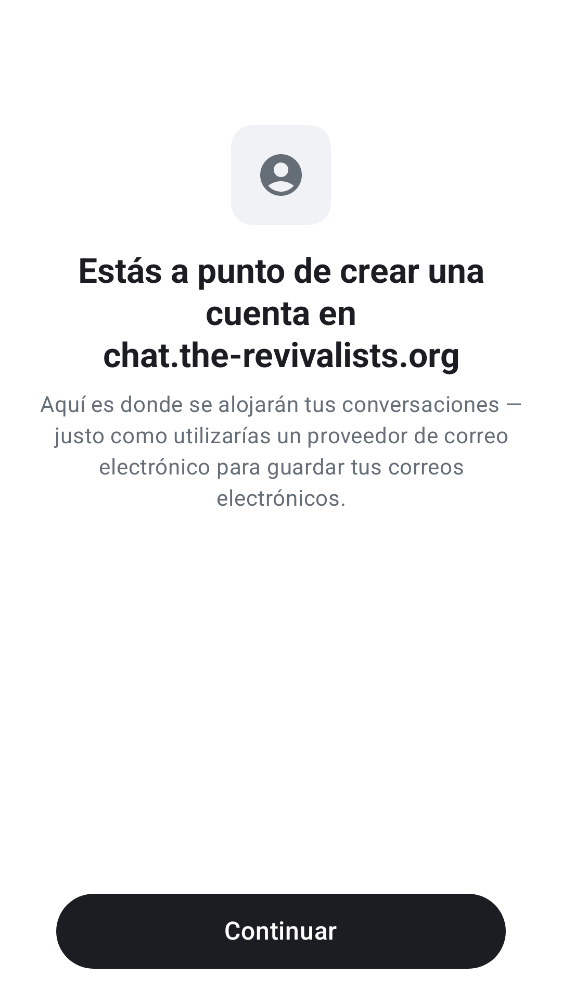 Estás a punto de crear una
cuenta en
chat.the-revivalists.org
Aquí es donde se alojarán tus conversaciones —
justo como utilizarías un proveedor de correo
electrónico para guardar tus correos
electrónicos.
Continuar